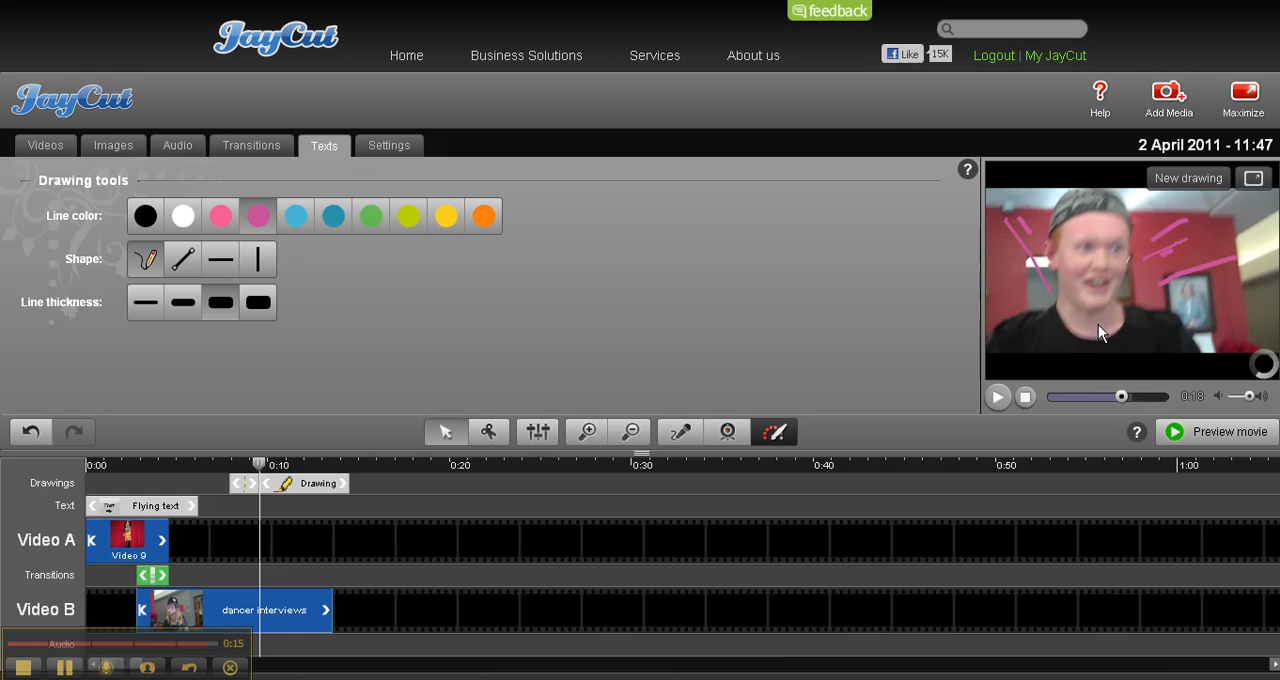 feedback
JayCut
Home Business Solutions Services About us
Like 15K
Logout | My JayCut
JayCut
Help Add Media Maximize
Videos Images Audio Transitions Texts Settings
2 April 2011 - 11:47
Drawing tools
?
New drawing
Line color:
Shape:
Line thickness:
0:18
? Preview movie
0:00 0:10 0:20 0:30 0:40 0:50 1:00
Drawings Drawing
Text Flying text
Video A
Video 9
Transitions
Video B dancer interviews
Audio 0:15